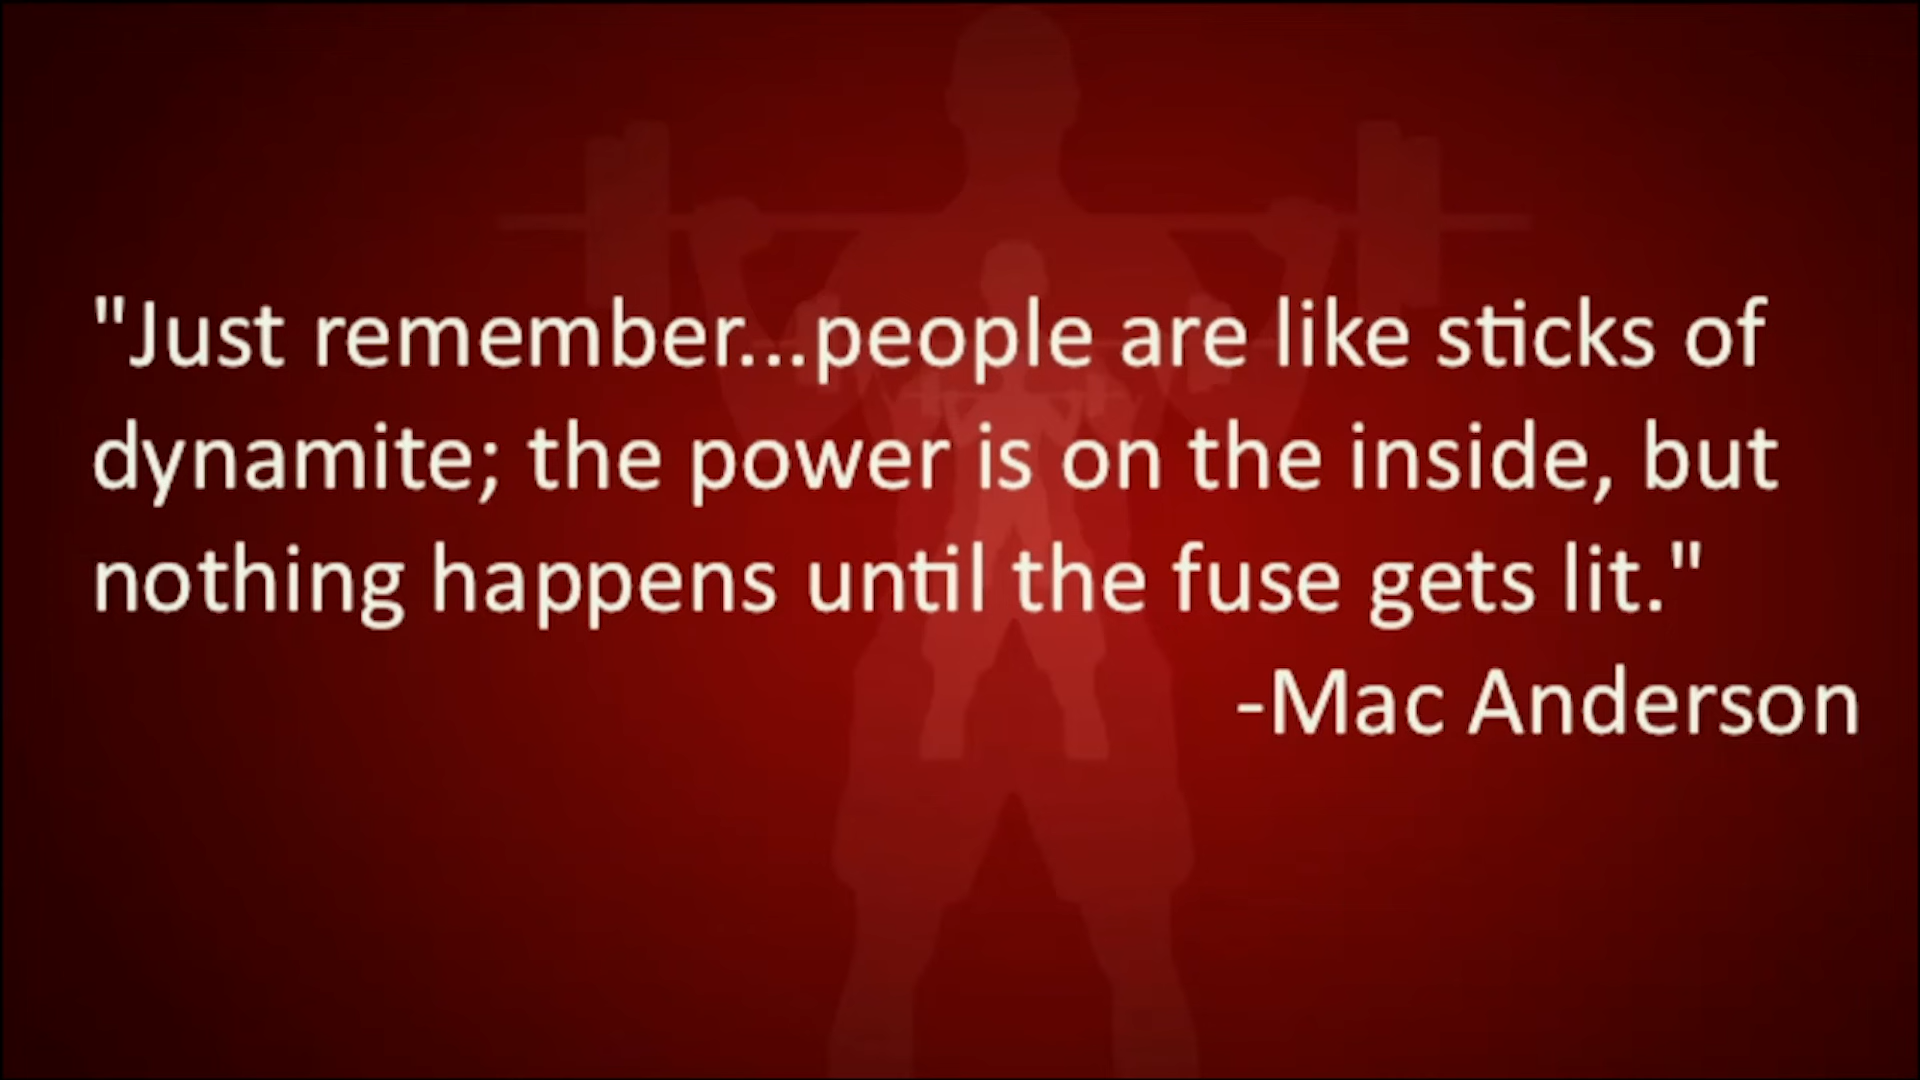 "Just remember...people are like sticks of
dynamite; the power is on the inside, but
nothing happens until the fuse gets lit."
-Mac Anderson